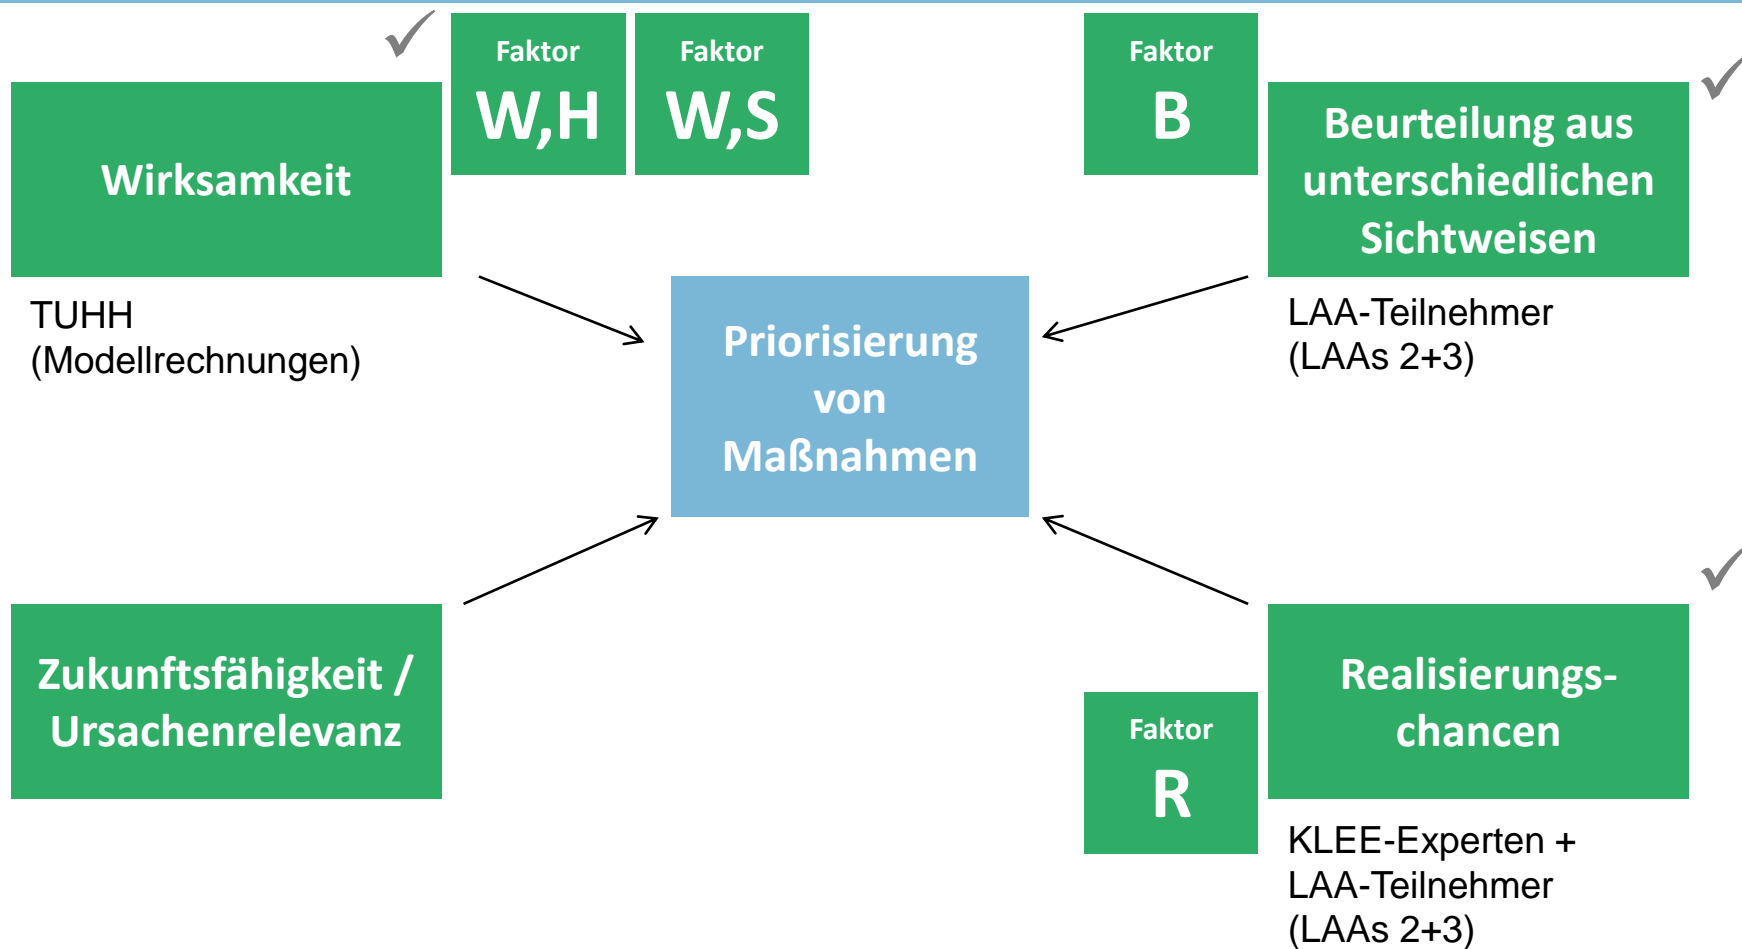 Faktor
W,H
Faktor
W,S
Wirksamkeit
TUHH
(Modellrechnungen)
Faktor
B
Beurteilung aus
unterschiedlichen
Sichtweisen
LAA-Teilnehmer
(LAAs 2+3)
Priorisierung
von
Maßnahmen
Zukunftsfähigkeit /
Ursachenrelevanz
Faktor
R
Realisierungs-
chancen
KLEE-Experten +
LAA-Teilnehmer
(LAAs 2+3)